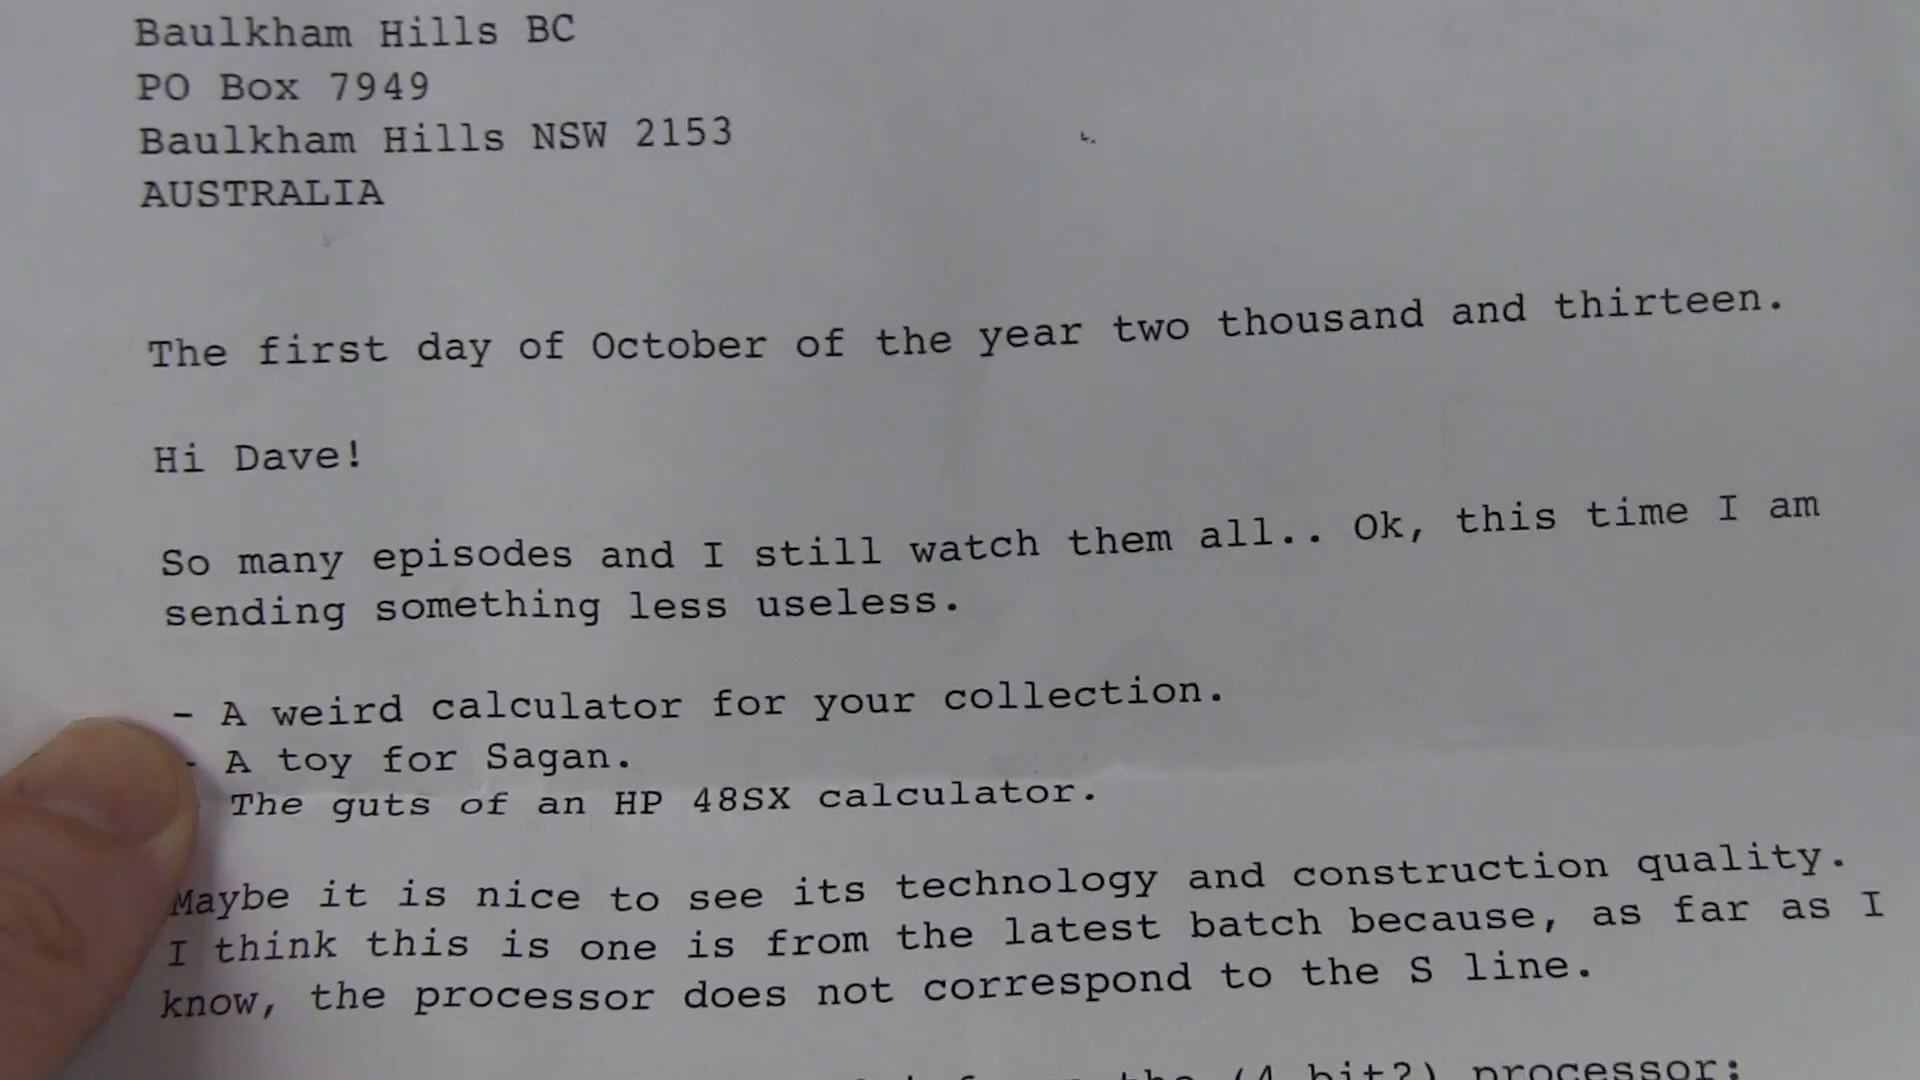 Baulkham Hills BC
PO Box 7949
Baulkham Hills NSW 2153
AUSTRALIA
The first day of October of the year two thousand and thirteen.
Hi Dave!
So many episodes and I still watch them all.. Ok, this time I am
sending something less useless.
- A weird calculator for your collection.
- A toy for Sagan.
The guts of an HP 48SX calculator.
Maybe it is nice to see its technology and construction quality.
I think this is one is from the latest batch because, as far as I
know, the processor does not correspond to the S line.
the (4 bit?) processor: